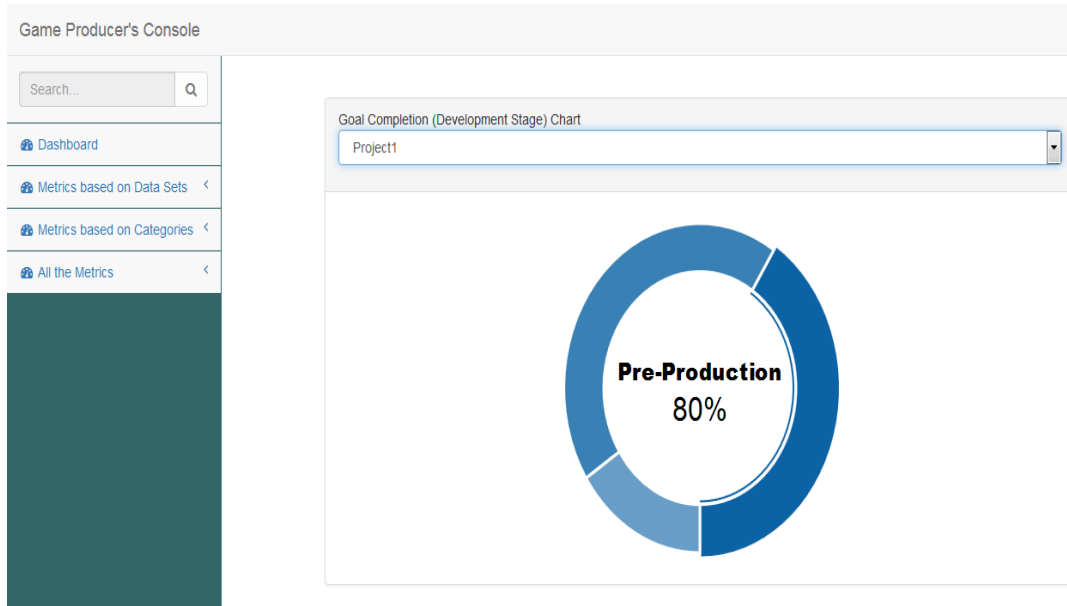 Game Producer's Console
Search...
Dashboard
Metrics based on Data Sets
Metrics based on Categories
All the Metrics
Goal Completion (Development Stage) Chart
Project1
Pre-Production
80%